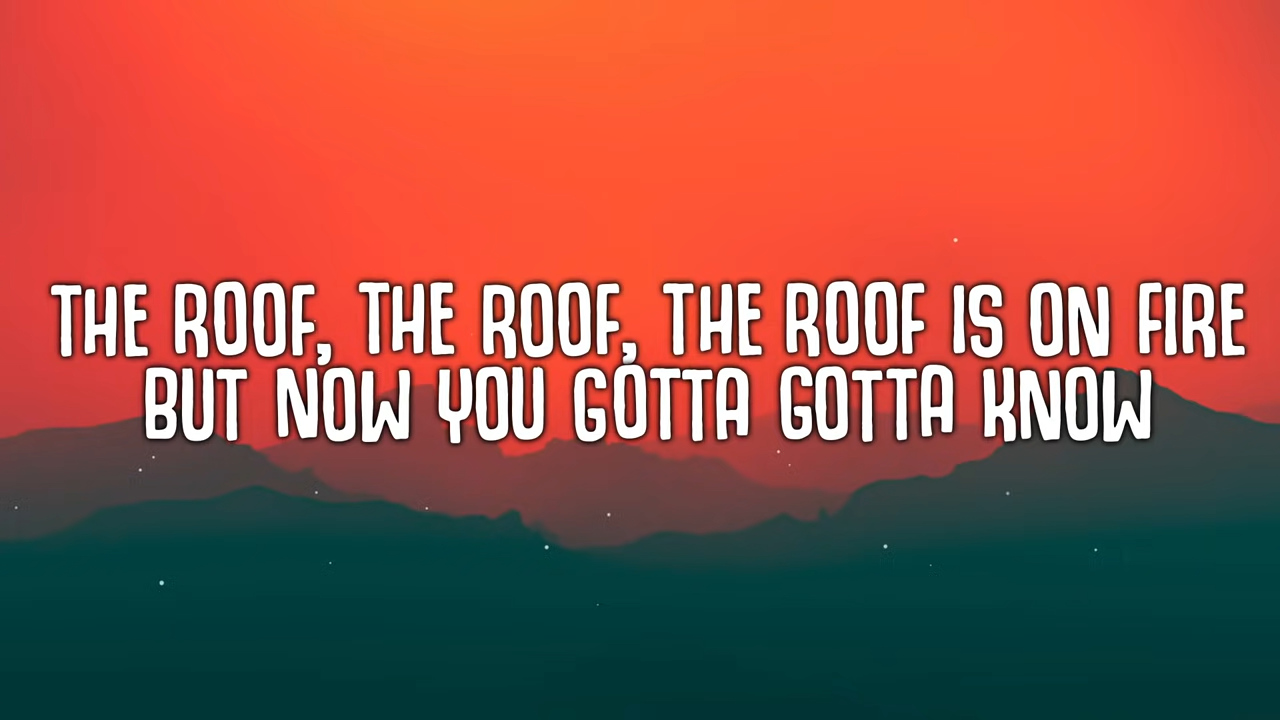 THE ROOF, THE ROOF, THE ROOF IS ON FIRE
BUT NOW YOU GOTTA GOTTA KNOW